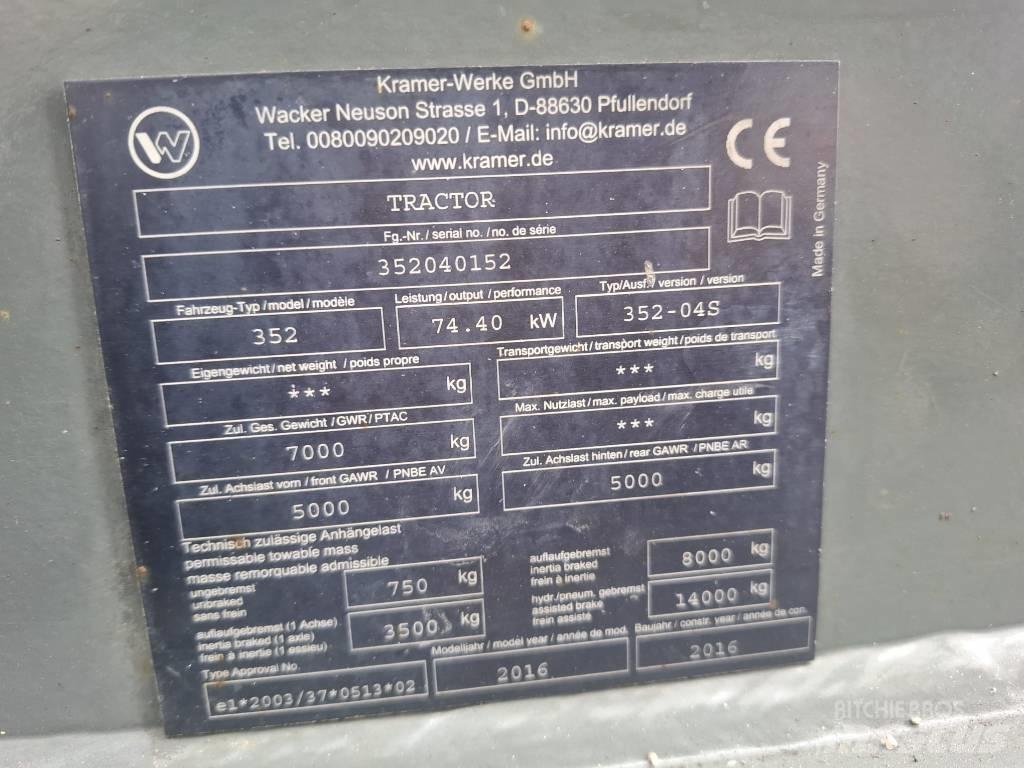 Kramer-Werke GmbH
Wacker Neuson Strasse 1, D-88630 Pfullendorf
Tel. 0080090209020 / E-Mail: info@kramer.de
www.kramer.de
W
CE
Made in Germany
TRACTOR
Fg.-Nr. / serial no. / no. de série
352040152
Fahrzeug-Typ / model / modèle
352
Leistung / output / performance
74.40 kW
Typ/Ausf. / version / version
352-04S
Eigengewicht / net weight / poids propre
*** kg
Transportgewicht / transport weight / poids de transport
*** kg
Zul. Ges. Gewicht / GWR / PTAC
7000 kg
Max. Nutzlast / max. payload / max. charge utile
*** kg
Zul. Achslast vorn / front GAWR / PNBE AV
5000 kg
Zul. Achslast hinten / rear GAWR / PNBE AR
5000 kg
Technisch zulässige Anhängelast
permissable towable mass
masse remorquable admissible
ungebremst
unbraked
sans frein
750 kg
auflaufgebremst
inertia braked
frein à inertie
8000 kg
auflaufgebremst (1 Achse)
inertia braked (1 axle)
frein à inertie (1 essieu)
3500 kg
hydr./pneum. gebremst
assisted brake
frein assisté
14000 kg
Type Approval No.
e1*2003/37*0513*02
Modelljahr / model year / année de mod.
2016
Baujahr / constr. year / année de con.
2016
BITCHIEBROS